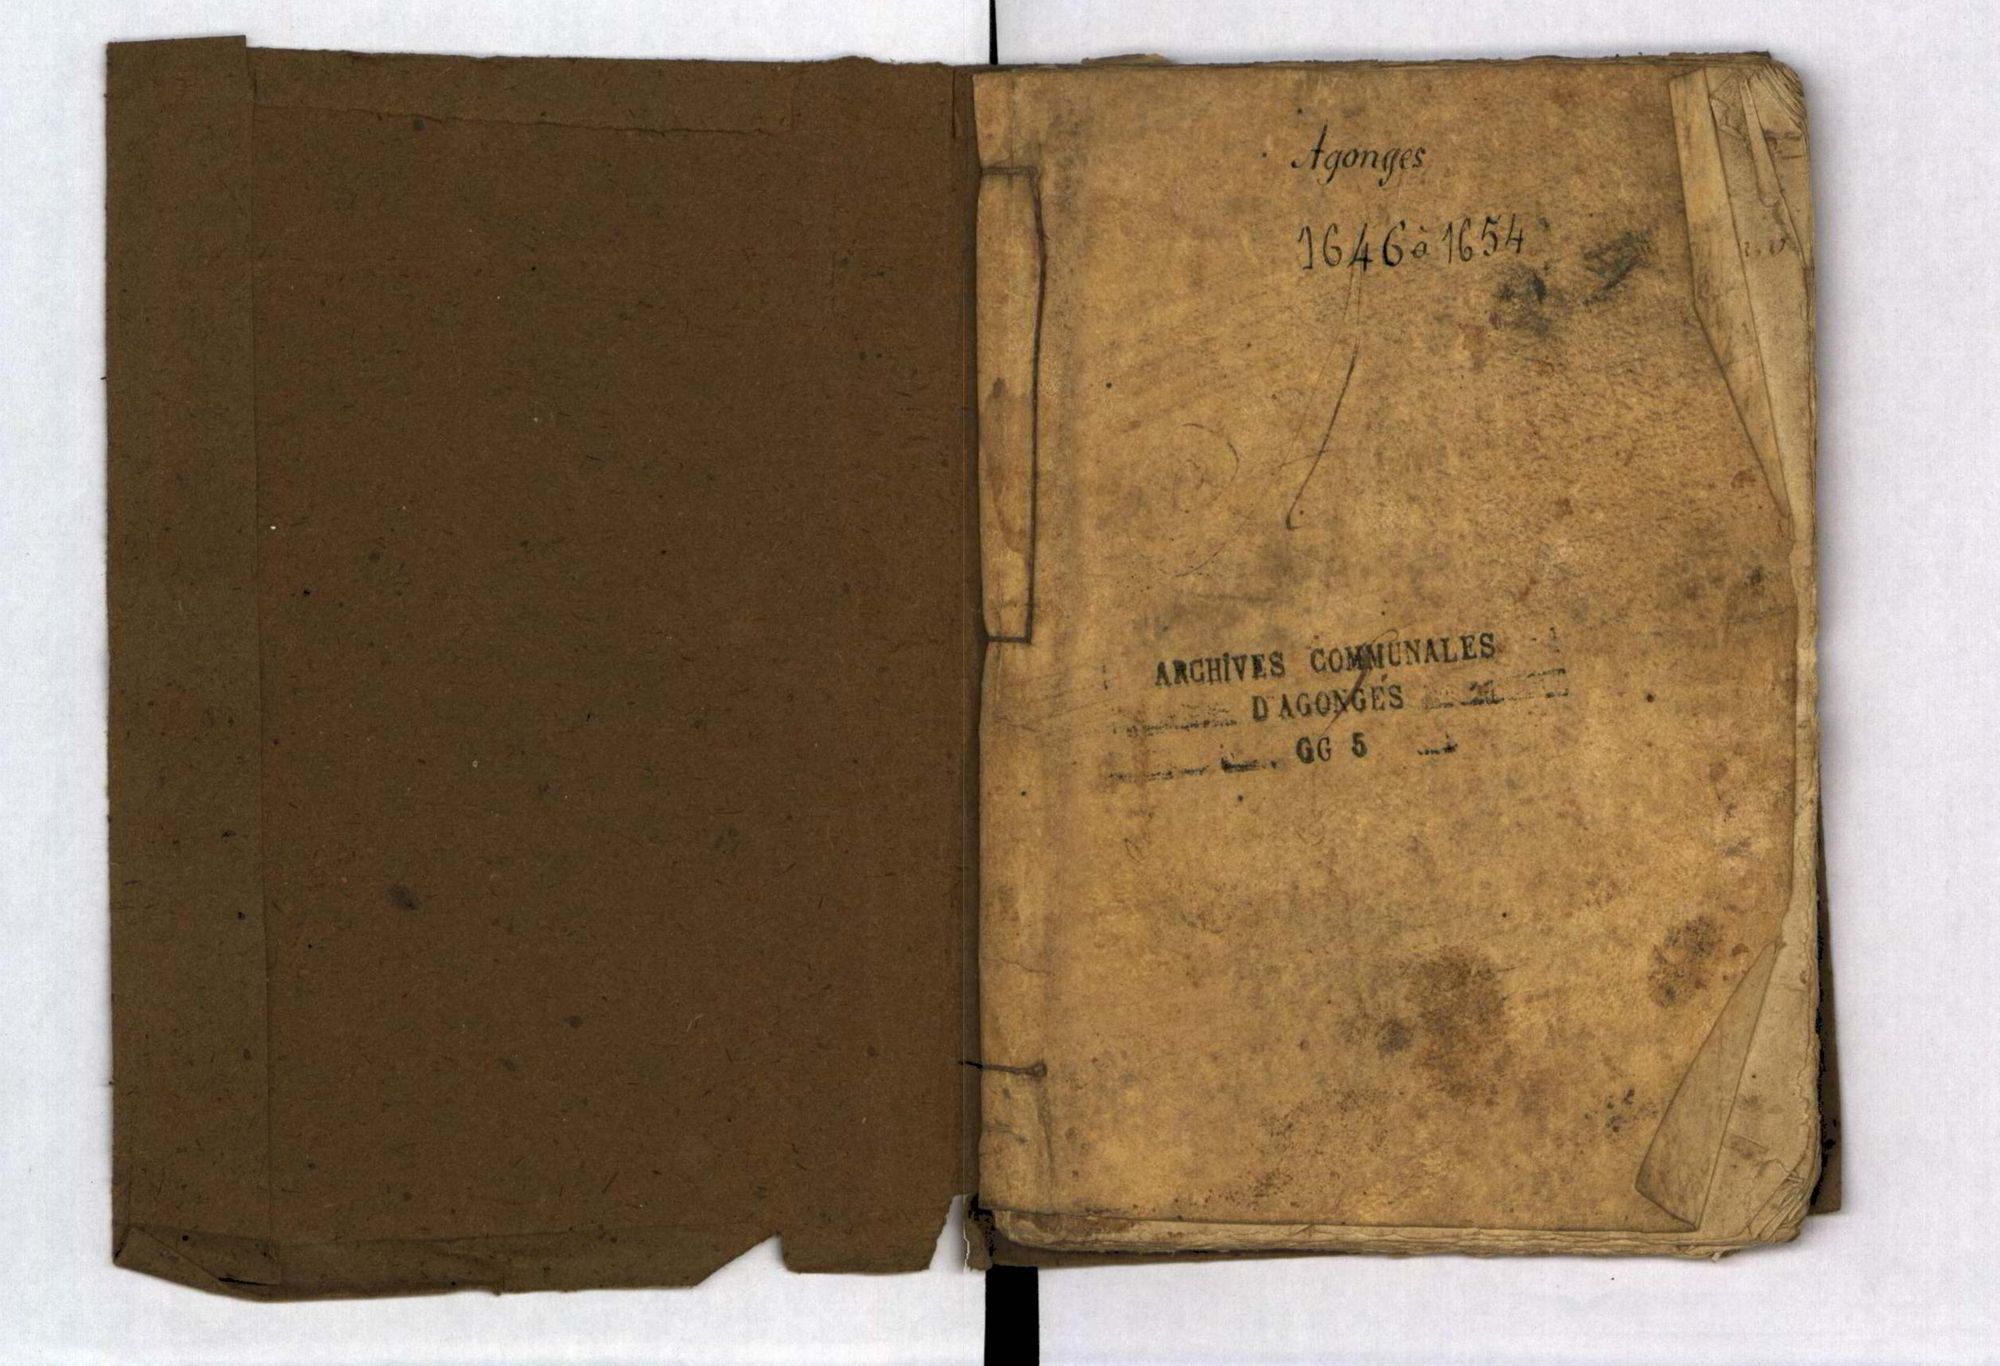 Agonges
1646 à 1654
ARCHIVES COMMUNALES
D'AGONGES
GG 5